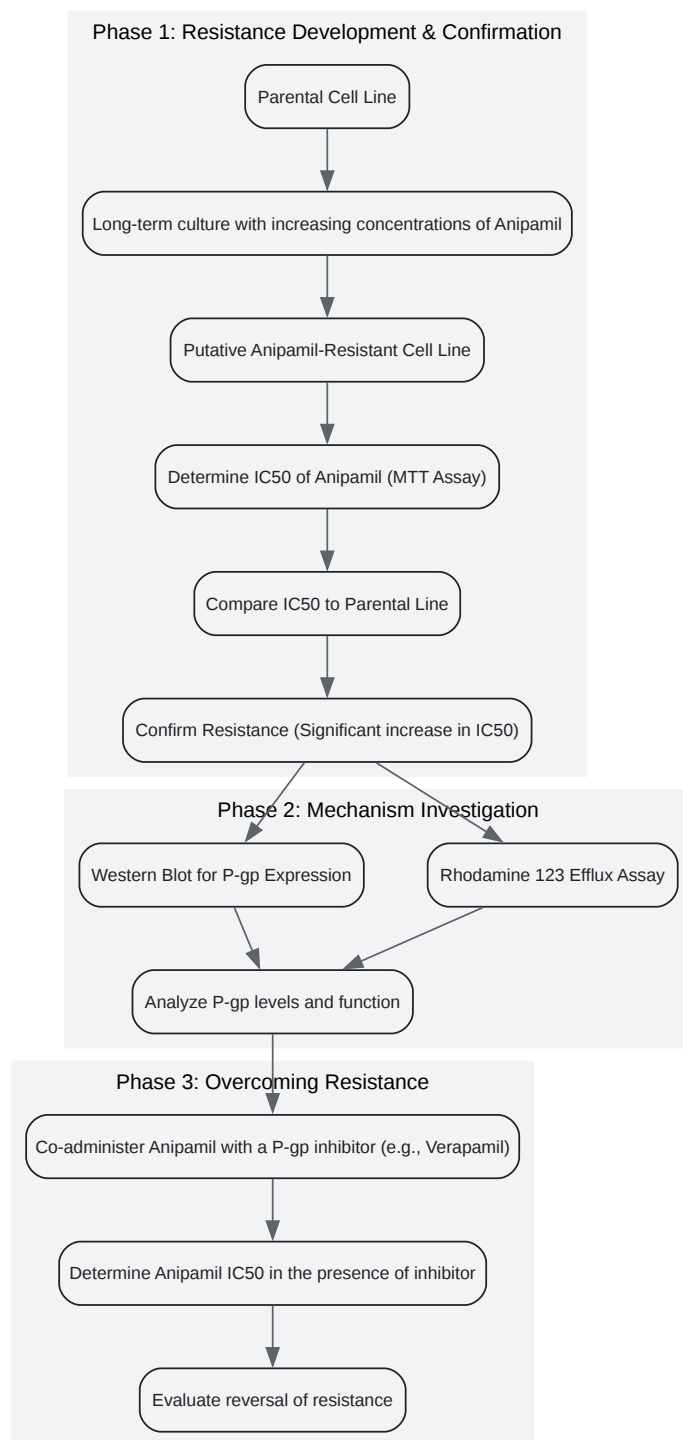 Phase 1: Resistance Development & Confirmation
Parental Cell Line
Long-term culture with increasing concentrations of Anipamil
Putative Anipamil-Resistant Cell Line
Determine IC50 of Anipamil (MTT Assay)
Compare IC50 to Parental Line
Confirm Resistance (Significant increase in IC50)
Phase 2: Mechanism Investigation
Western Blot for P-gp Expression
Rhodamine 123 Efflux Assay
Analyze P-gp levels and function
Phase 3: Overcoming Resistance
Co-administer Anipamil with a P-gp inhibitor (e.g., Verapamil)
Determine Anipamil IC50 in the presence of inhibitor
Evaluate reversal of resistance